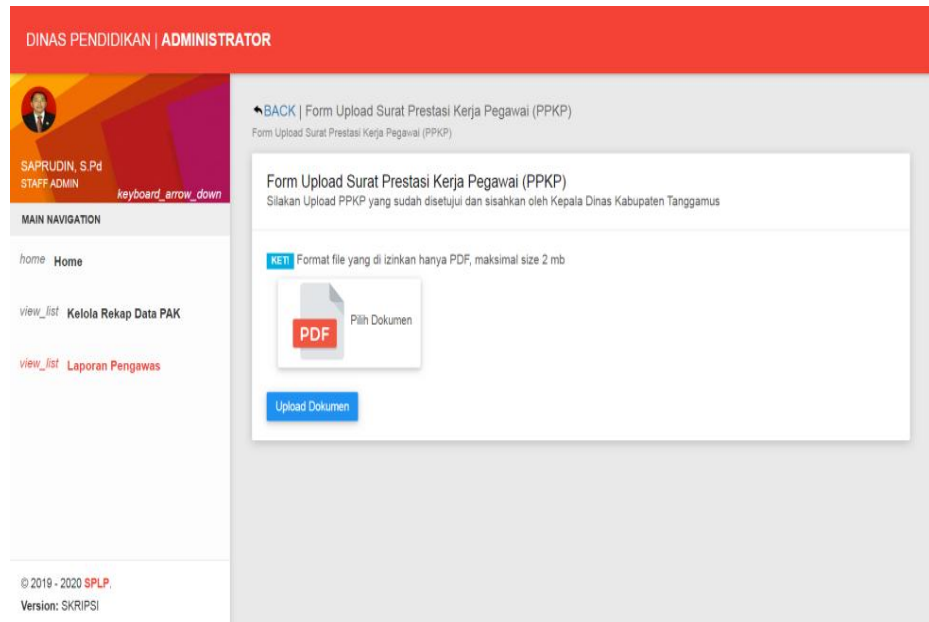 DINAS PENDIDIKAN | ADMINISTRATOR
SAPRUDIN, S.Pd
STAFF ADMIN
keyboard_arrow_down
MAIN NAVIGATION
home Home
view_list Kelola Rekap Data PAK
view_list Laporan Pengawas
© 2019 - 2020 SPLP.
Version: SKRIPSI
BACK | Form Upload Surat Prestasi Kerja Pegawai (PPKP)
Form Upload Surat Prestasi Kerja Pegawai (PPKP)
Form Upload Surat Prestasi Kerja Pegawai (PPKP)
Silakan Upload PPKP yang sudah disetujui dan sisahkan oleh Kepala Dinas Kabupaten Tanggamus
KET! Format file yang di izinkan hanya PDF, maksimal size 2 mb
PDF Pilih Dokumen
Upload Dokumen